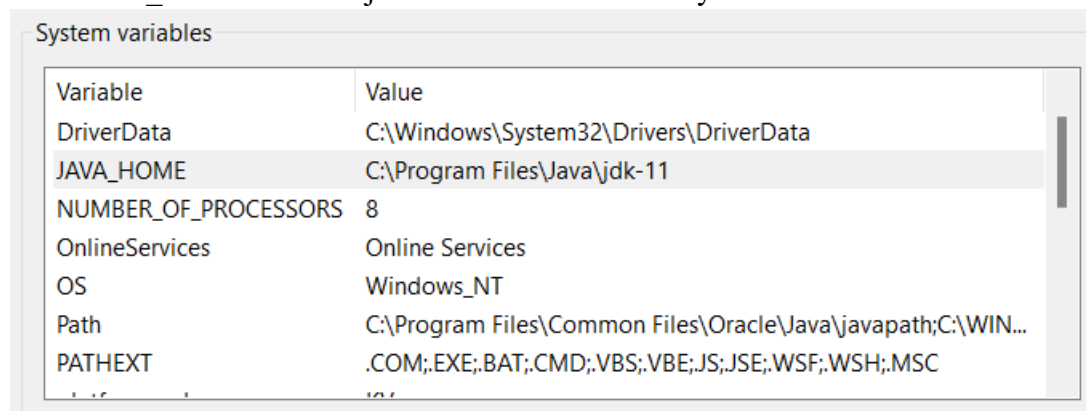 System variables
Variable Value
DriverData C:\Windows\System32\Drivers\DriverData
JAVA_HOME C:\Program Files\Java\jdk-11
NUMBER_OF_PROCESSORS 8
OnlineServices Online Services
OS Windows_NT
Path C:\Program Files\Common Files\Oracle\Java\javapath;C:\WIN...
PATHEXT .COM;.EXE;.BAT;.CMD;.VBS;.VBE;.JS;.JSE;.WSF;.WSH;.MSC